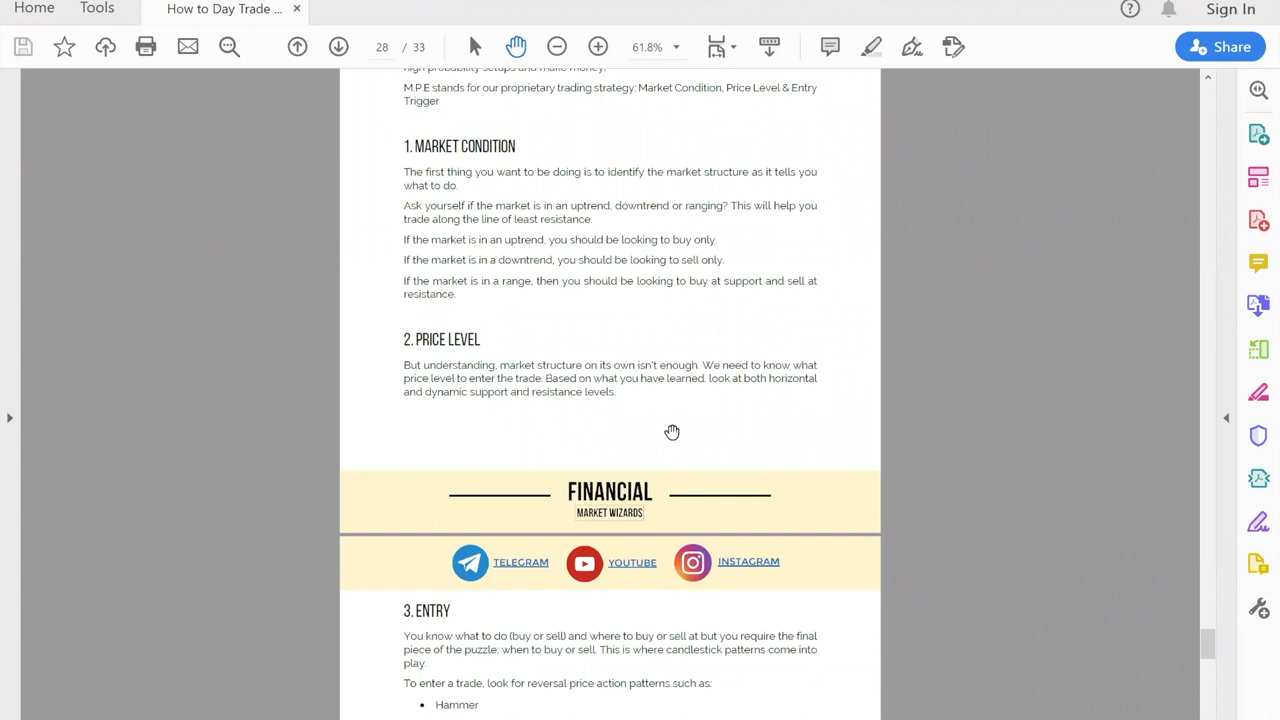 Home Tools How to Day Trade ... × Sign In
28 / 33 61.8% Share
high probability setups and make money.
M.P.E stands for our proprietary trading strategy: Market Condition, Price Level & Entry
Trigger
1. MARKET CONDITION
The first thing you want to be doing is to identify the market structure as it tells you
what to do.
Ask yourself if the market is in an uptrend, downtrend or ranging? This will help you
trade along the line of least resistance.
If the market is in an uptrend, you should be looking to buy only.
If the market is in a downtrend, you should be looking to sell only.
If the market is in a range, then you should be looking to buy at support and sell at
resistance.
2. PRICE LEVEL
But understanding, market structure on its own isn't enough. We need to know what
price level to enter the trade. Based on what you have learned, look at both horizontal
and dynamic support and resistance levels.
FINANCIAL
MARKET WIZARDS
TELEGRAM YOUTUBE INSTAGRAM
3. ENTRY
You know what to do (buy or sell) and where to buy or sell at but you require the final
piece of the puzzle; when to buy or sell. This is where candlestick patterns come into
play.
To enter a trade, look for reversal price action patterns such as:
• Hammer